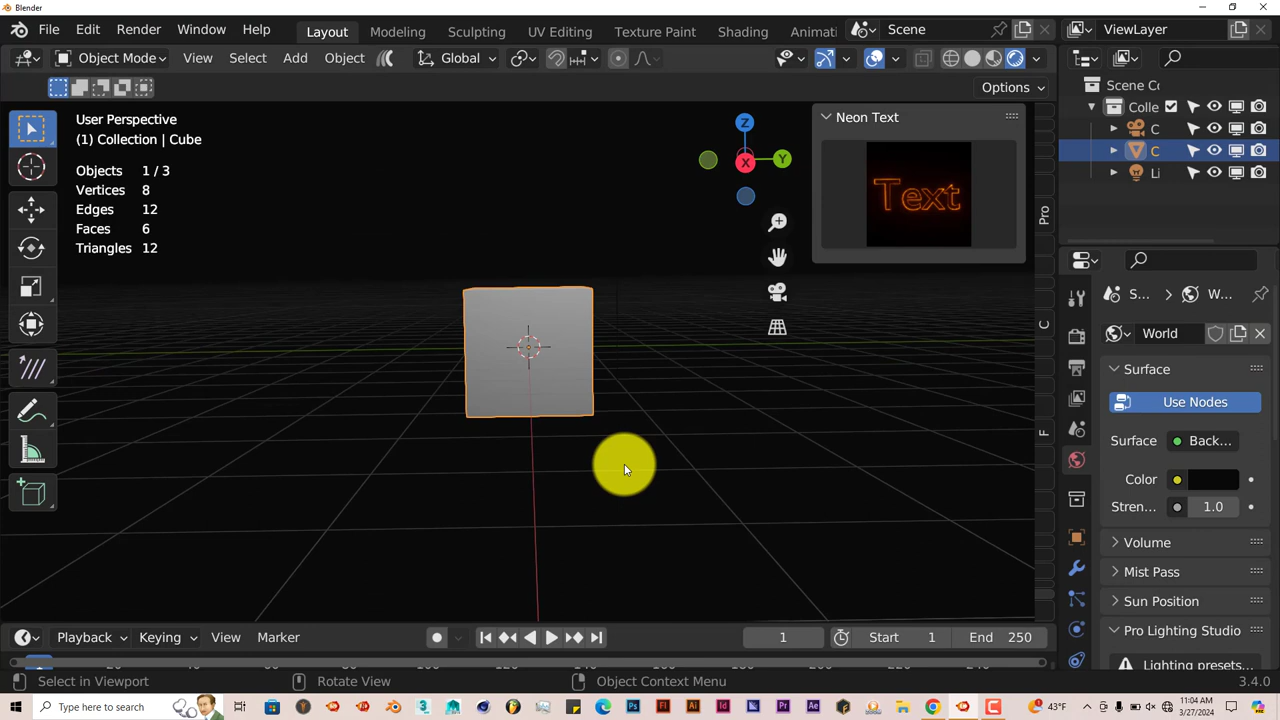 Blender
File Edit Render Window Help Layout Modeling Sculpting UV Editing Texture Paint Shading Animati Scene ViewLayer
Object Mode View Select Add Object Global
Options
User Perspective
(1) Collection | Cube
Objects 1 / 3
Vertices 8
Edges 12
Faces 6
Triangles 12
Z
Y
X
Neon Text
Text
Pro
C
F
Scene Cc
Colle
C
C
Li
S... > W...
World
Surface
Use Nodes
Surface Back...
Color
Stren... 1.0
Volume
Mist Pass
Sun Position
Pro Lighting Studio
Lighting presets...
Playback Keying View Marker 1 Start 1 End 250
Select in Viewport Rotate View Object Context Menu 3.4.0
Type here to search 43°F 11:04 AM
3/27/2024